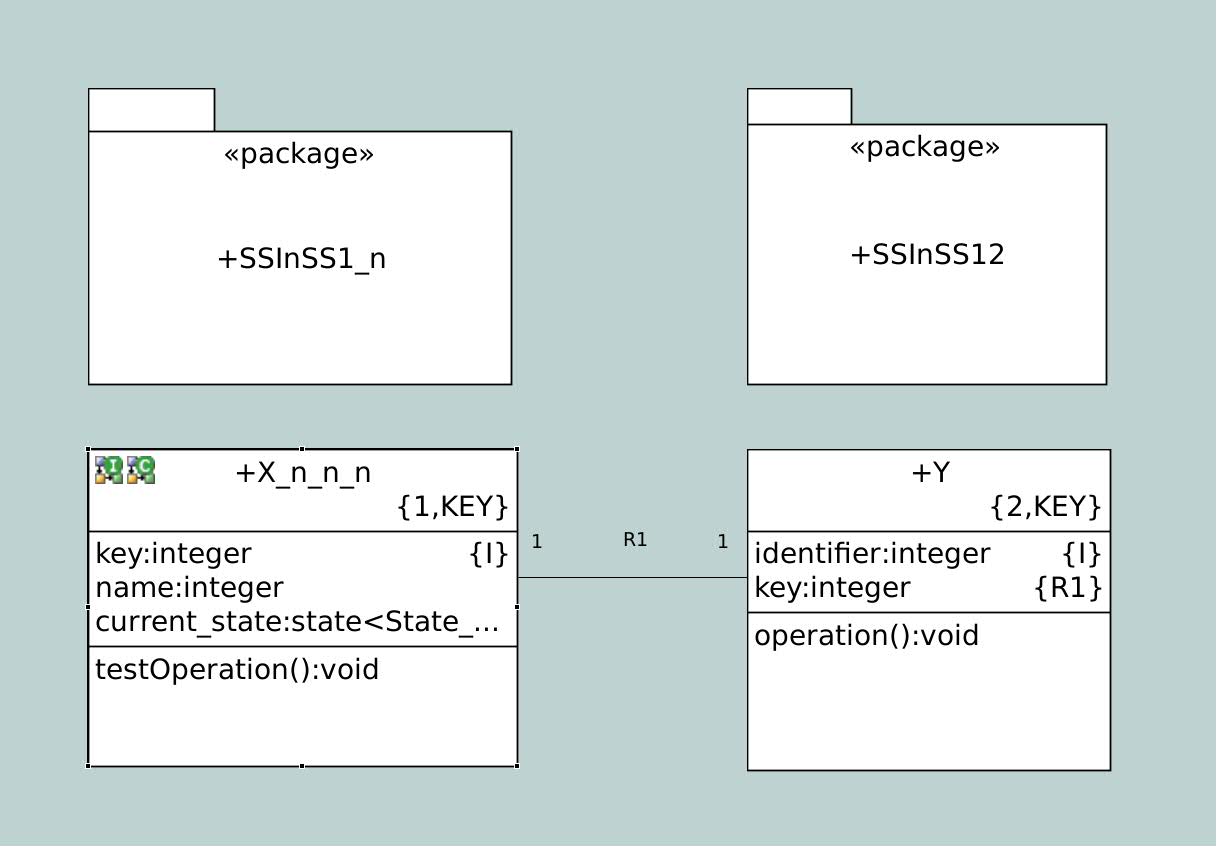 «package»
+SSInSS1_n
«package»
+SSInSS12
I C
+X_n_n_n
{1,KEY}
key:integer {I}
name:integer
current_state:state<State_...
testOperation():void
1 R1 1
+Y
{2,KEY}
identifier:integer {I}
key:integer {R1}
operation():void